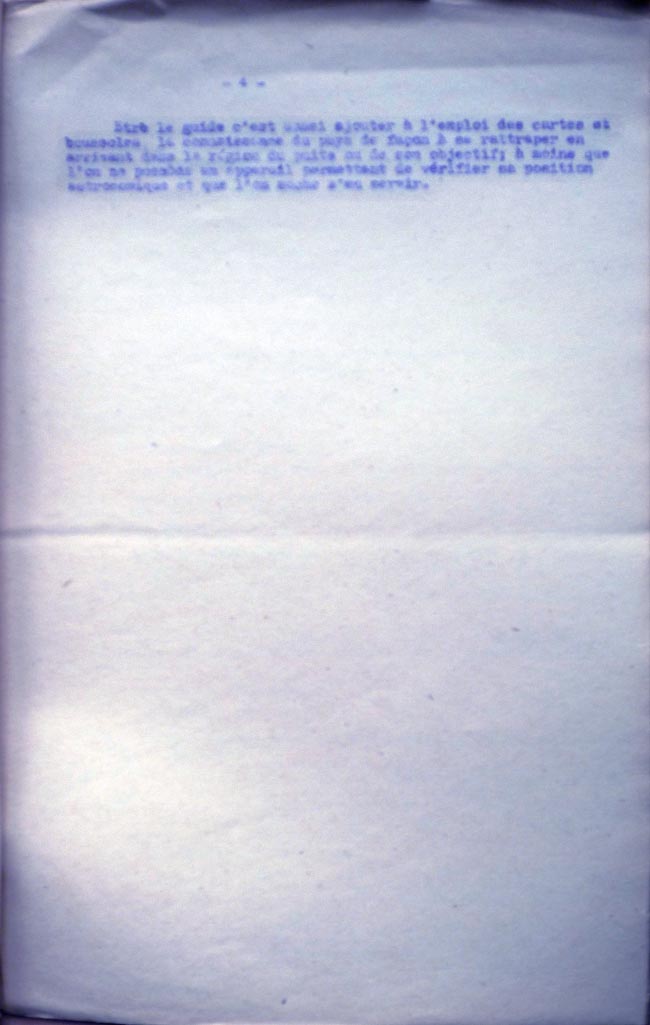 - 4 -
Etre le guide c'est aussi ajouter à l'emploi des cartes et
boussoles, la connaissance du pays de façon à se rattraper en
arrivant dans la région du puits ou de son objectif; à moins que
l'on ne possède un appareil permettant de vérifier sa position
astronomique et que l'on sache s'en servir.